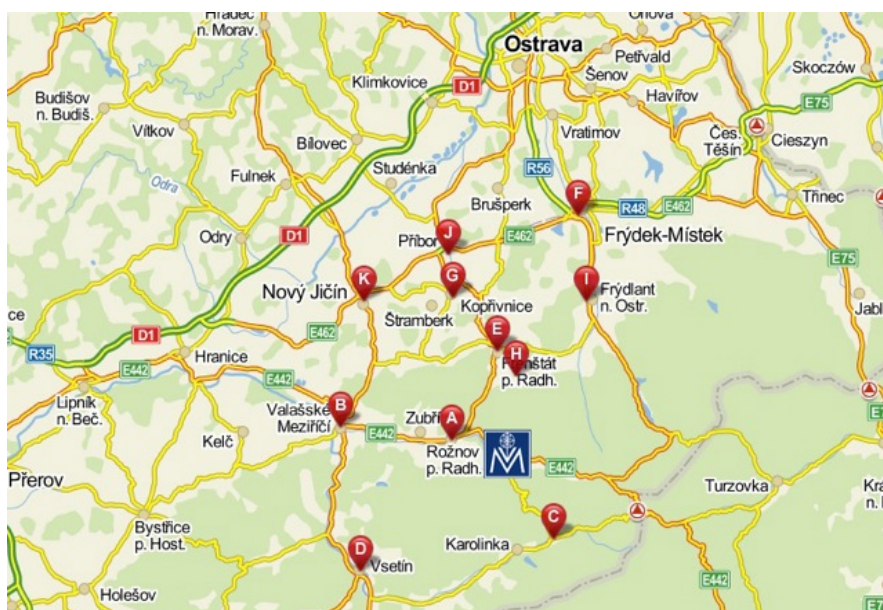 Hradec
n. Morav.
Ostrava
Orlová
Petřvald
Klimkovice
D1
Šenov
Skoczów
Budišov
n. Budiš.
Havířov
E75
Vítkov
Vratimov
Čes.
Těšín
Cieszyn
Bílovec
Studénka
R56
Fulnek
Odra
Brušperk
F
R48
E462
Třinec
Odry
D1
Příbor
J
E462
Frýdek-Místek
E75
Nový Jičín
K
G
I
Kopřivnice
Frýdlant
n. Ostr.
Štramberk
ce
D1
E462
E
R35
Hranice
H
p. Radh.
E442
Lipník
n. Beč.
E442
B
Valašské
Meziříčí
Zubří
A
Kelč
E442
Rožnov
p. Radh.
E442
Přerov
Turzovka
Bystřice
p. Host.
C
Karolinka
D
Vsetín
E442
Holešov